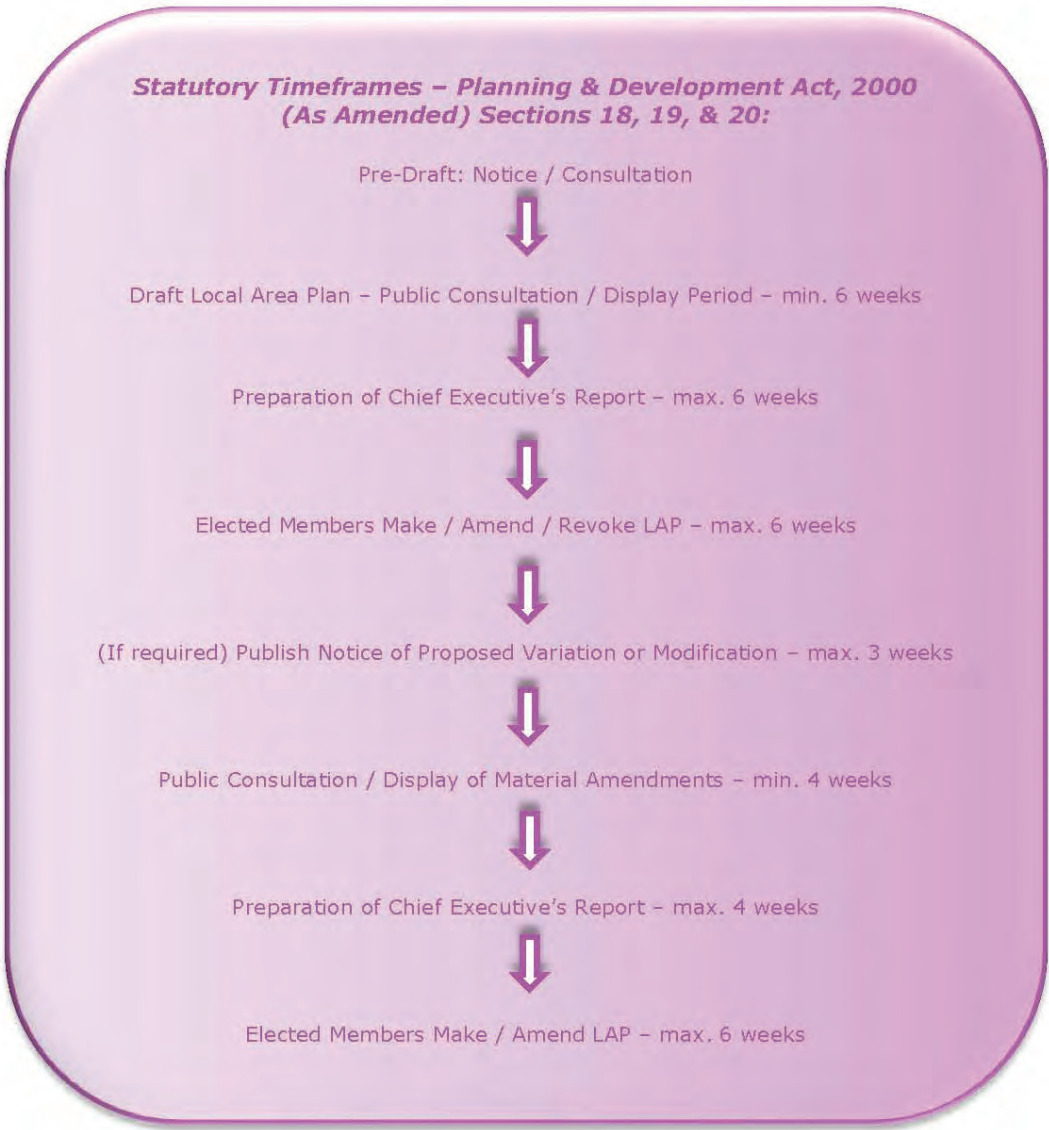 Statutory Timeframes – Planning & Development Act, 2000
(As Amended) Sections 18, 19, & 20:
Pre-Draft: Notice / Consultation
Draft Local Area Plan – Public Consultation / Display Period – min. 6 weeks
Preparation of Chief Executive's Report – max. 6 weeks
Elected Members Make / Amend / Revoke LAP – max. 6 weeks
(If required) Publish Notice of Proposed Variation or Modification – max. 3 weeks
Public Consultation / Display of Material Amendments – min. 4 weeks
Preparation of Chief Executive's Report – max. 4 weeks
Elected Members Make / Amend LAP – max. 6 weeks